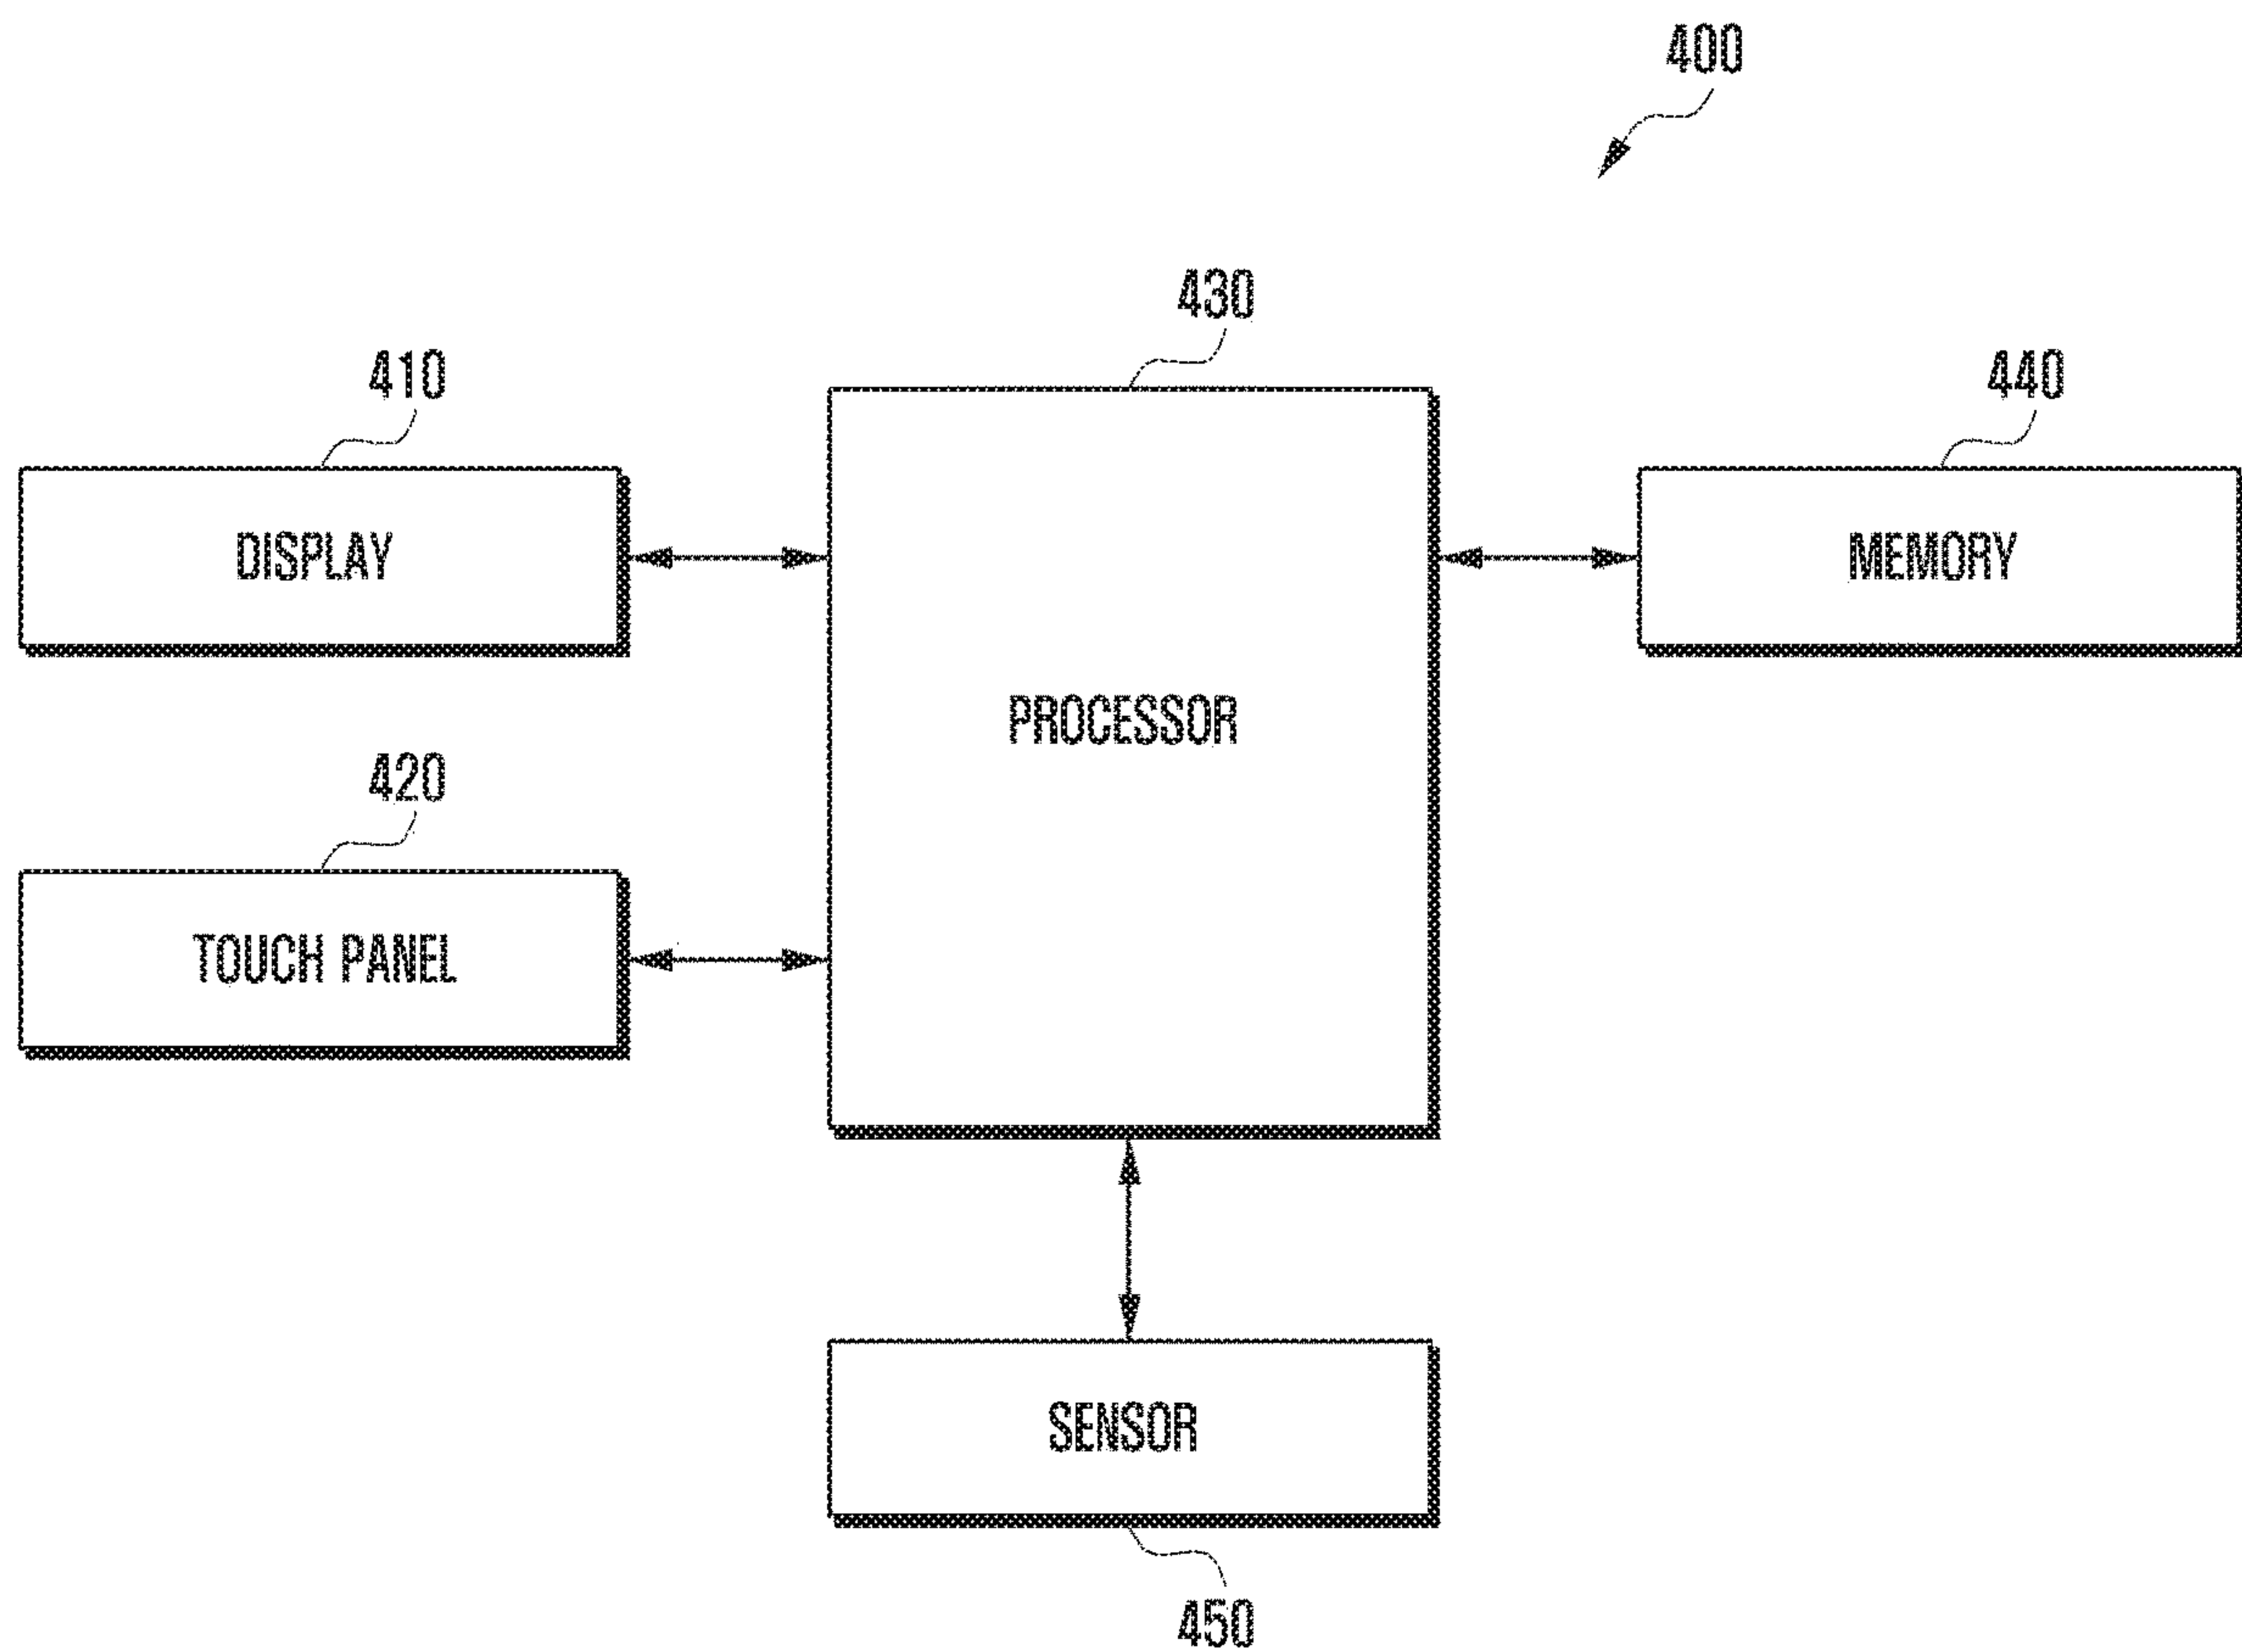 400
430
410
440
DISPLAY
MEMORY
PROCESSOR
420
TOUCH PANEL
SENSOR
450